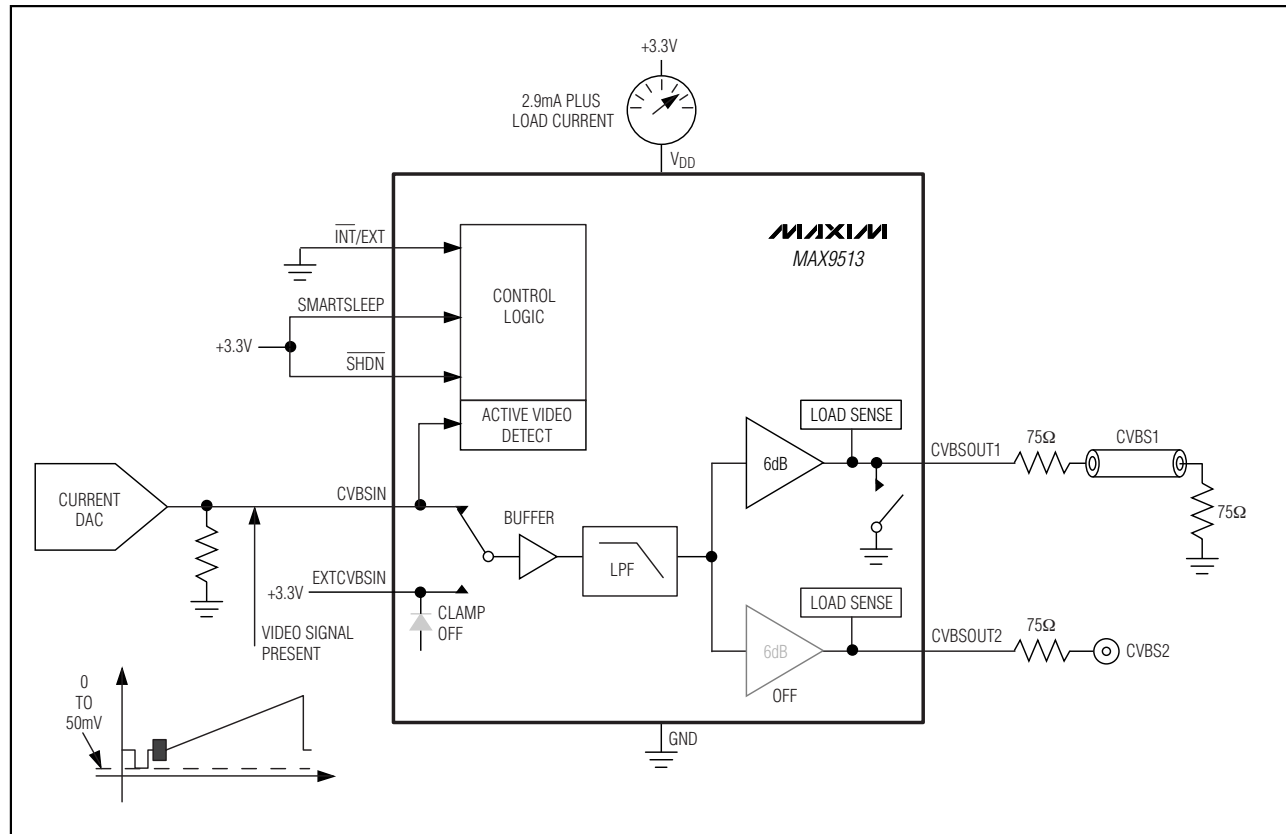 +3.3V
2.9mA PLUS
LOAD CURRENT
VDD
MAXIM
MAX9513
INT/EXT
SMARTSLEEP
+3.3V
SHDN
CONTROL
LOGIC
ACTIVE VIDEO
DETECT
LOAD SENSE
6dB
CVBSOUT1
75Ω
CVBS1
75Ω
CURRENT
DAC
CVBSIN
BUFFER
LPF
+3.3V
EXTCVBSIN
CLAMP
OFF
VIDEO SIGNAL
PRESENT
LOAD SENSE
6dB
OFF
CVBSOUT2
75Ω
CVBS2
0
TO
50mV
GND